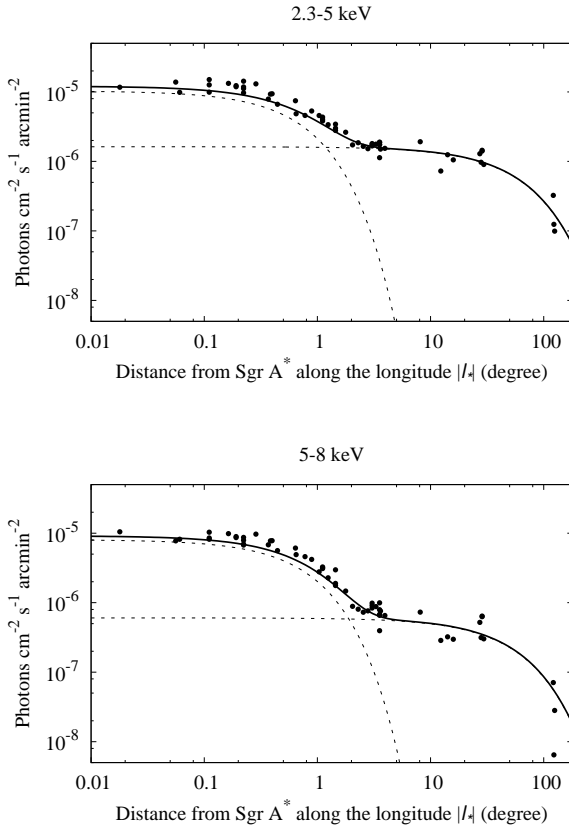 2.3-5 keV
Photons cm⁻² s⁻¹ arcmin⁻²
10⁻⁵
10⁻⁶
10⁻⁷
10⁻⁸
0.01 0.1 1 10 100
Distance from Sgr A* along the longitude |l*| (degree)
5-8 keV
Photons cm⁻² s⁻¹ arcmin⁻²
10⁻⁵
10⁻⁶
10⁻⁷
10⁻⁸
0.01 0.1 1 10 100
Distance from Sgr A* along the longitude |l*| (degree)